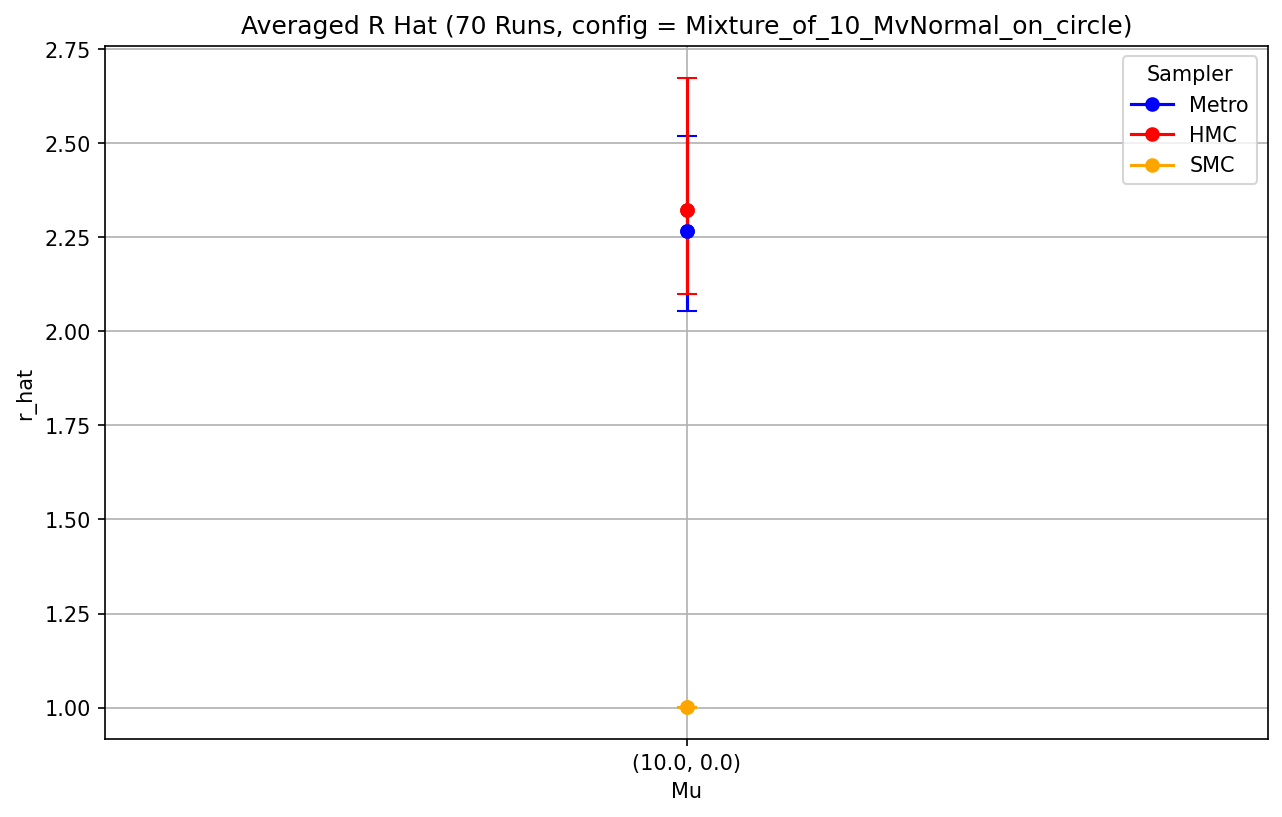 Averaged R Hat (70 Runs, config = Mixture_of_10_MvNormal_on_circle)
2.75
2.50
2.25
2.00
1.75
1.50
1.25
1.00
r_hat
Sampler
Metro
HMC
SMC
(10.0, 0.0)
Mu